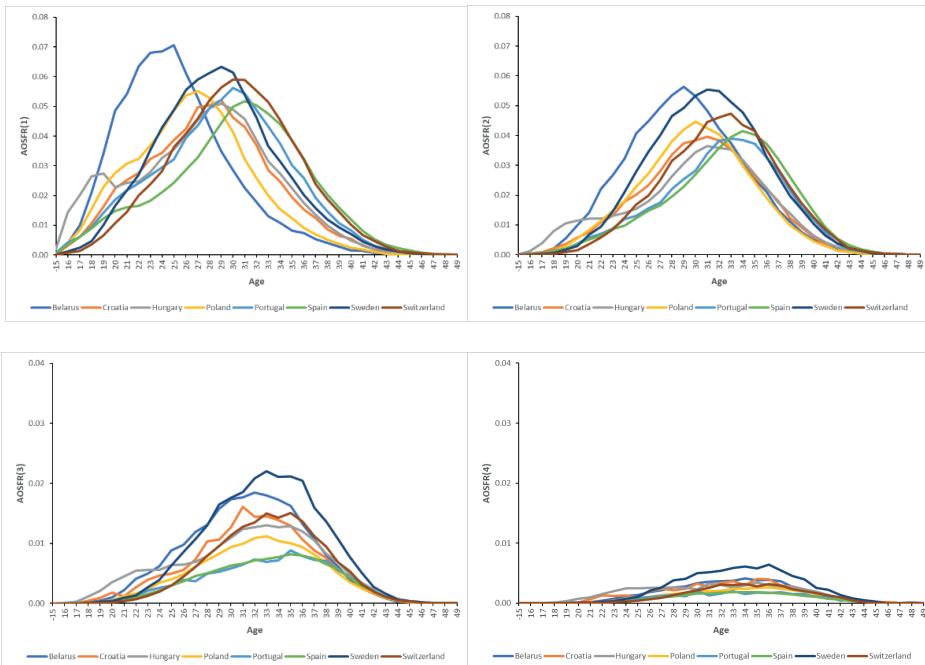 0.08
0.07
0.06
0.05
0.04
0.03
0.02
0.01
0.00
AOSFR(1)
-15 16 17 18 19 20 21 22 23 24 25 26 27 28 29 30 31 32 33 34 35 36 37 38 39 40 41 42 43 44 45 46 47 48 49
Age
Belarus Croatia Hungary Poland Portugal Spain Sweden Switzerland
0.08
0.07
0.06
0.05
0.04
0.03
0.02
0.01
0.00
AOSFR(2)
-15 16 17 18 19 20 21 22 23 24 25 26 27 28 29 30 31 32 33 34 35 36 37 38 39 40 41 42 43 44 45 46 47 48 49
Age
Belarus Croatia Hungary Poland Portugal Spain Sweden Switzerland
0.04
0.03
0.02
0.01
0.00
AOSFR(3)
-15 16 17 18 19 20 21 22 23 24 25 26 27 28 29 30 31 32 33 34 35 36 37 38 39 40 41 42 43 44 45 46 47 48 49
Age
Belarus Croatia Hungary Poland Portugal Spain Sweden Switzerland
0.04
0.03
0.02
0.01
0.00
AOSFR(4)
-15 16 17 18 19 20 21 22 23 24 25 26 27 28 29 30 31 32 33 34 35 36 37 38 39 40 41 42 43 44 45 46 47 48 49
Age
Belarus Croatia Hungary Poland Portugal Spain Sweden Switzerland